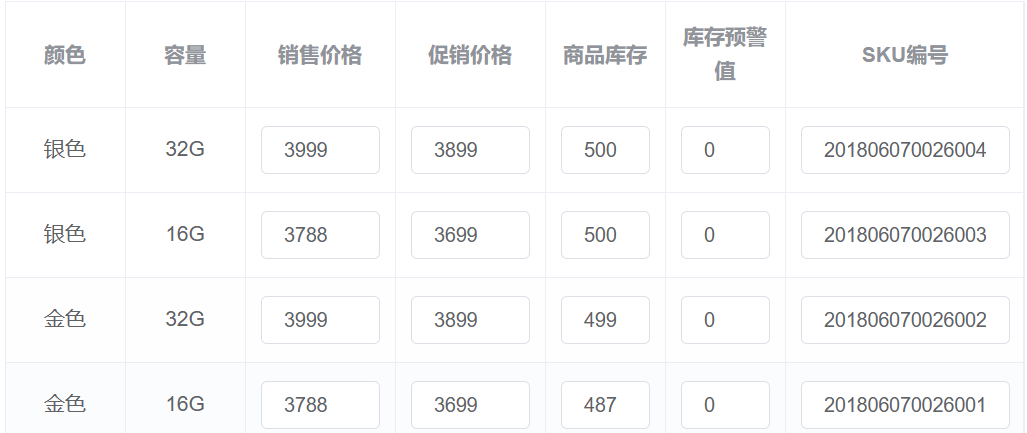 颜色 容量 销售价格 促销价格 商品库存 库存预警值 SKU编号
银色 32G 3999 3899 500 0 201806070026004
银色 16G 3788 3699 500 0 201806070026003
金色 32G 3999 3899 499 0 201806070026002
金色 16G 3788 3699 487 0 201806070026001